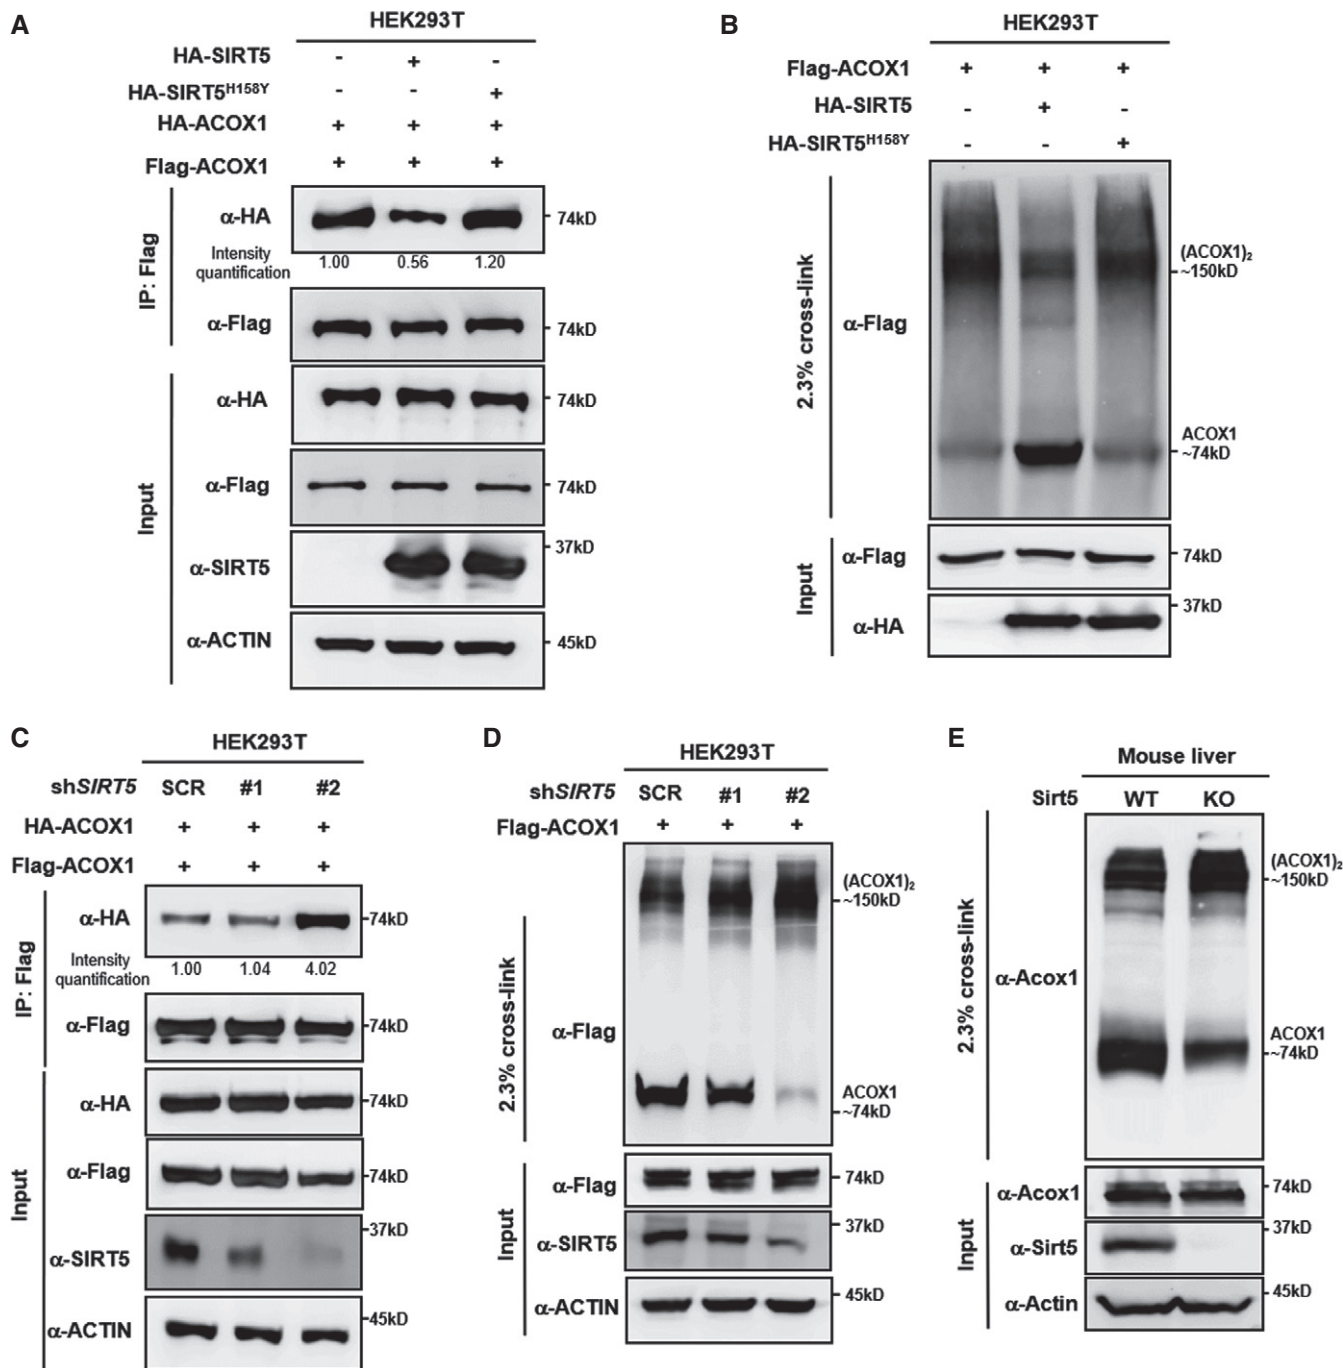 A
HEK293T
HA-SIRT5 - + -
HA-SIRT5H158Y - - +
HA-ACOX1 + + +
Flag-ACOX1 + + +
IP: Flag
α-HA 74kD
Intensity quantification 1.00 0.56 1.20
α-Flag 74kD
Input
α-HA 74kD
α-Flag 74kD
α-SIRT5 37kD
α-ACTIN 45kD
B
HEK293T
Flag-ACOX1 + + +
HA-SIRT5 - + -
HA-SIRT5H158Y - - +
2.3% cross-link
α-Flag
(ACOX1)₂
~150kD
ACOX1
~74kD
Input
α-Flag 74kD
α-HA 37kD
C
HEK293T
shSIRT5 SCR #1 #2
HA-ACOX1 + + +
Flag-ACOX1 + + +
IP: Flag
α-HA 74kD
Intensity quantification 1.00 1.04 4.02
α-Flag 74kD
Input
α-HA 74kD
α-Flag 74kD
α-SIRT5 37kD
α-ACTIN 45kD
D
HEK293T
shSIRT5 SCR #1 #2
Flag-ACOX1 + + +
2.3% cross-link
α-Flag
(ACOX1)₂
~150kD
ACOX1
~74kD
Input
α-Flag 74kD
α-SIRT5 37kD
α-ACTIN 45kD
E
Mouse liver
Sirt5 WT KO
2.3% cross-link
α-Acox1
(ACOX1)₂
~150kD
ACOX1
~74kD
Input
α-Acox1 74kD
α-Sirt5 37kD
α-Actin 45kD